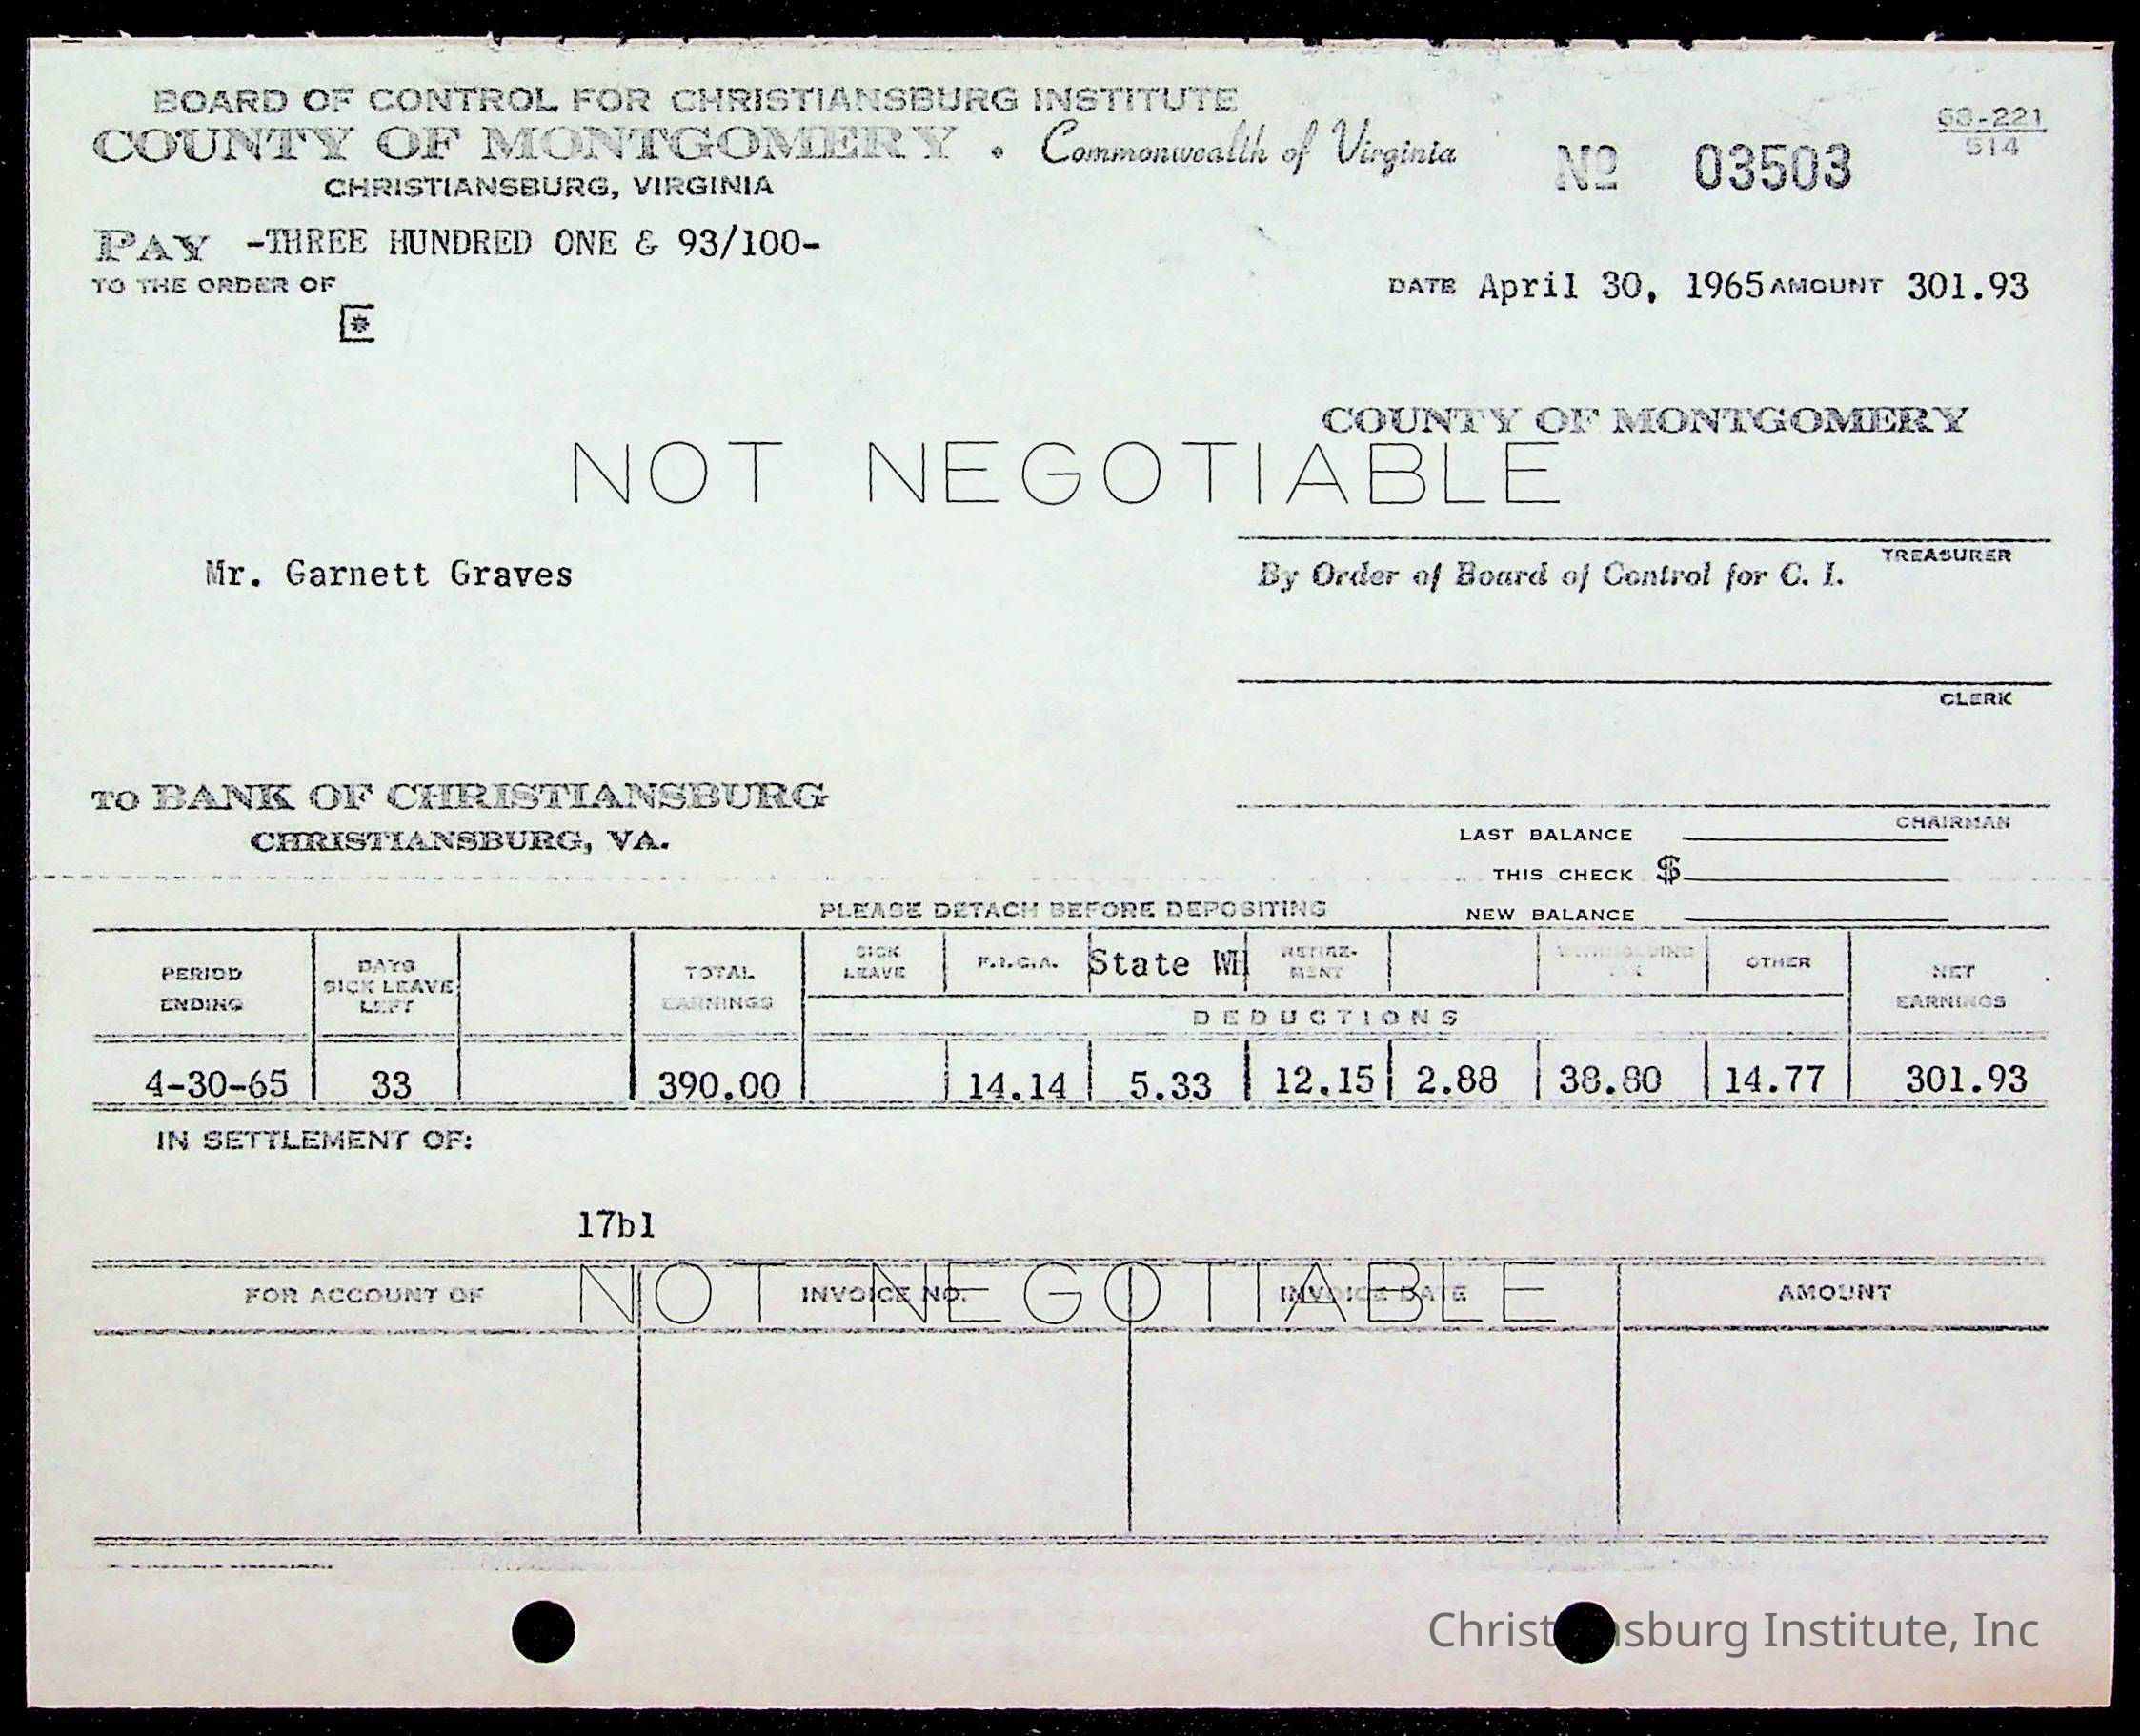 BOARD OF CONTROL FOR CHRISTIANSBURG INSTITUTE
COUNTY OF MONTGOMERY . Commonwealth of Virginia
CHRISTIANSBURG, VIRGINIA
Nº 03503
68-221
514
PAY -THREE HUNDRED ONE & 93/100-
TO THE ORDER OF
DATE April 30, 1965 AMOUNT 301.93
COUNTY OF MONTGOMERY
NOT NEGOTIABLE
TREASURER
Mr. Garnett Graves
By Order of Board of Control for C. I.
CLERK
TO BANK OF CHRISTIANSBURG
CHRISTIANSBURG, VA.
CHAIRMAN
LAST BALANCE
THIS CHECK $
NEW BALANCE
PLEASE DETACH BEFORE DEPOSITING
PERIOD ENDING DAYS SICK LEAVE LEFT TOTAL EARNINGS SICK LEAVE F.I.C.A. State WH RETIRE-MENT WITHHOLDING OTHER NET EARNINGS
DEDUCTIONS
4-30-65 33 390.00 14.14 5.33 12.15 2.88 38.80 14.77 301.93
IN SETTLEMENT OF:
17b1
NOT NEGOTIABLE
FOR ACCOUNT OF INVOICE NO. INVOICE DATE AMOUNT
Christiansburg Institute, Inc